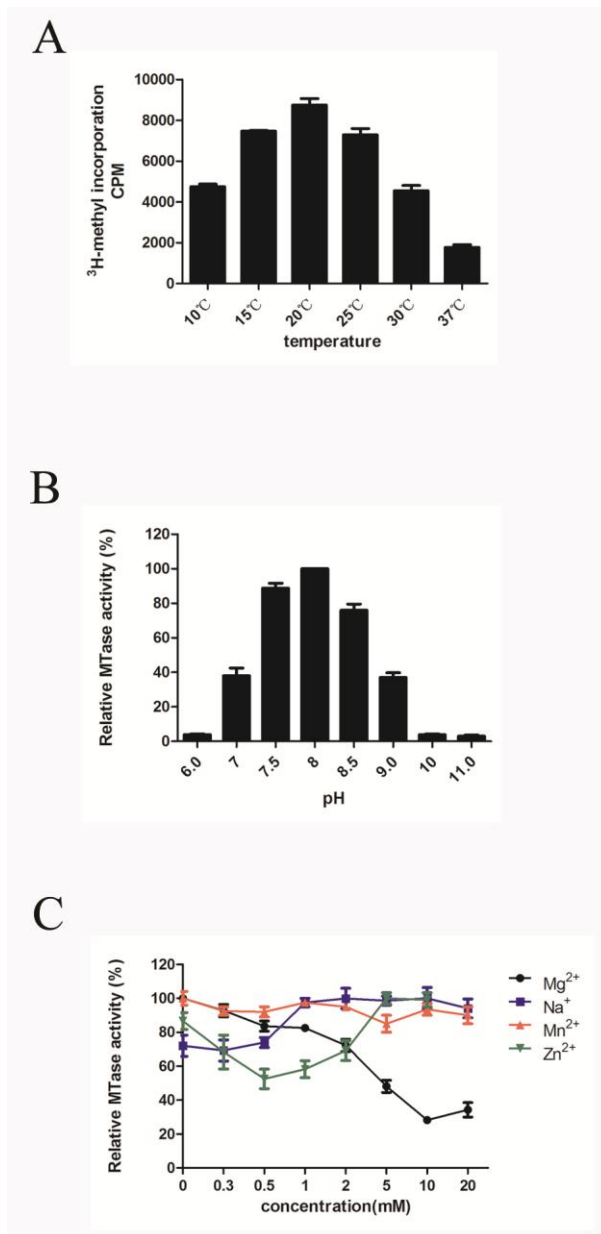 A
³H-methyl incorporation
CPM
10000
8000
6000
4000
2000
0
10℃ 15℃ 20℃ 25℃ 30℃ 37℃
temperature
B
Relative MTase activity (%)
120
100
80
60
40
20
0
6.0 7 7.5 8 8.5 9.0 10 11.0
pH
C
Relative MTase activity (%)
120
100
80
60
40
20
0
0 0.3 0.5 1 2 5 10 20
concentration(mM)
Mg²⁺
Na⁺
Mn²⁺
Zn²⁺